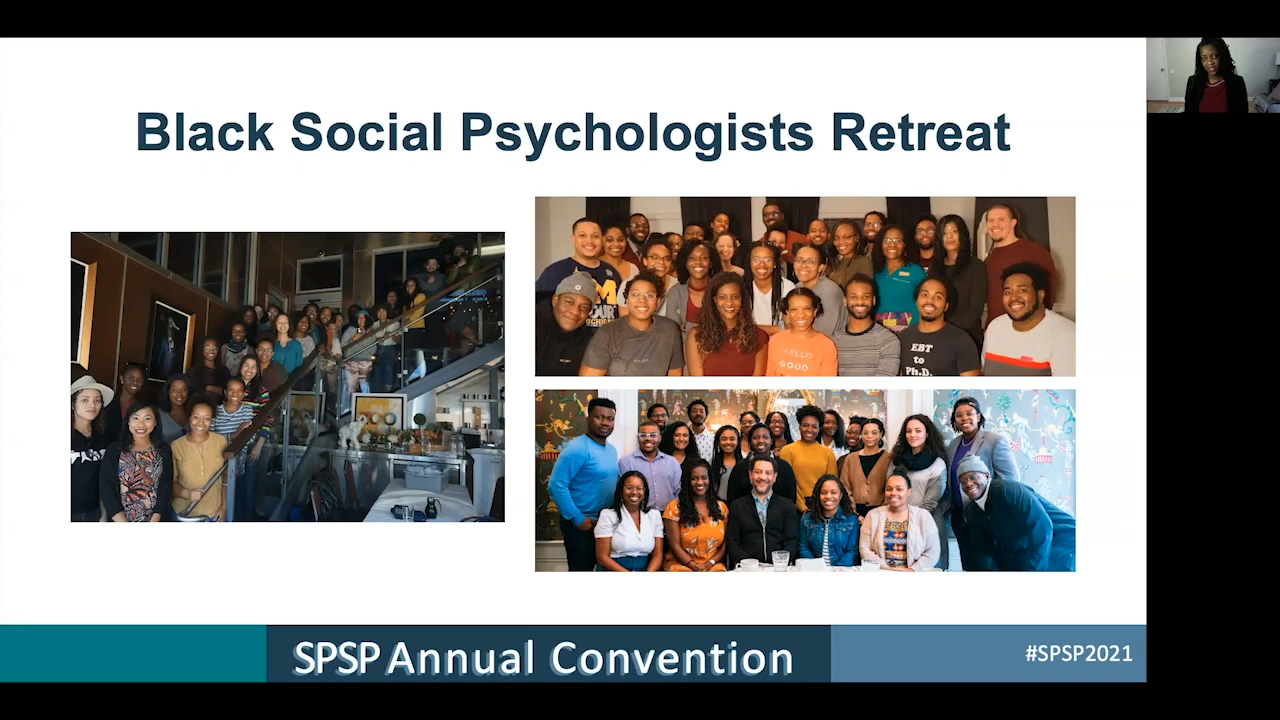 Black Social Psychologists Retreat
HELLO
GOOD
EBT
to
Ph.D.
SPSP Annual Convention
#SPSP2021